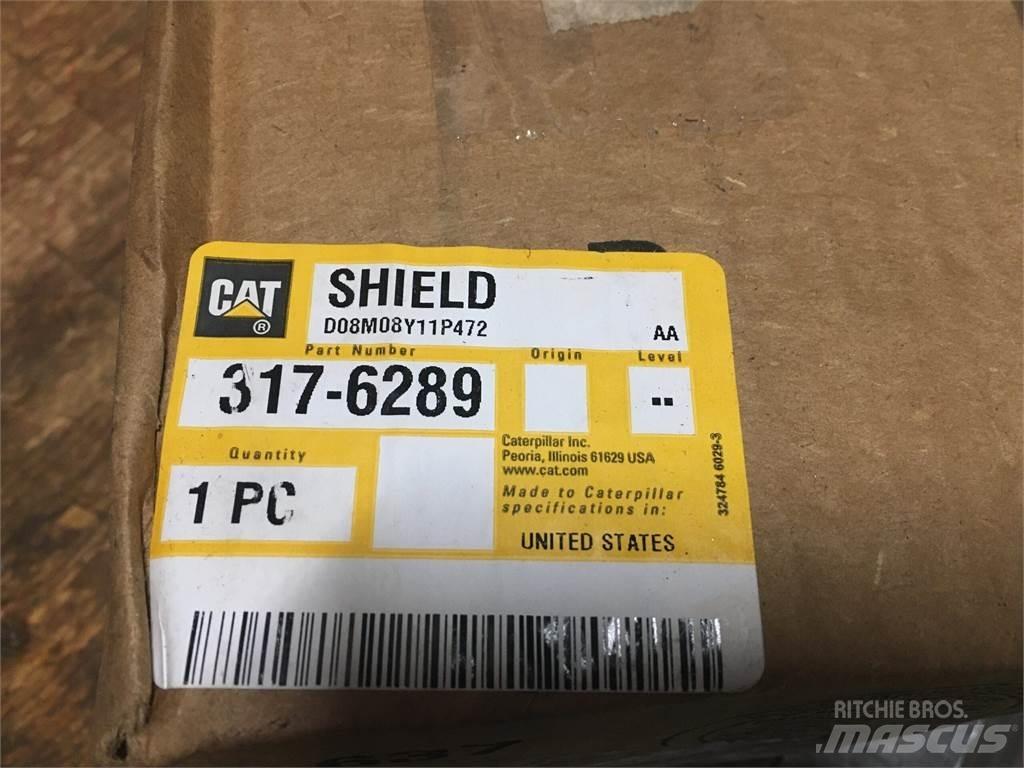 CAT®
SHIELD
D08M08Y11P472
AA
Part Number
Origin
Level
317-6289
--
Quantity
1 PC
Caterpillar Inc.
Peoria, Illinois 61629 USA
www.cat.com
Made to Caterpillar
specifications in:
UNITED STATES
324784 6029-3
RITCHIE BROS.
MASCUS